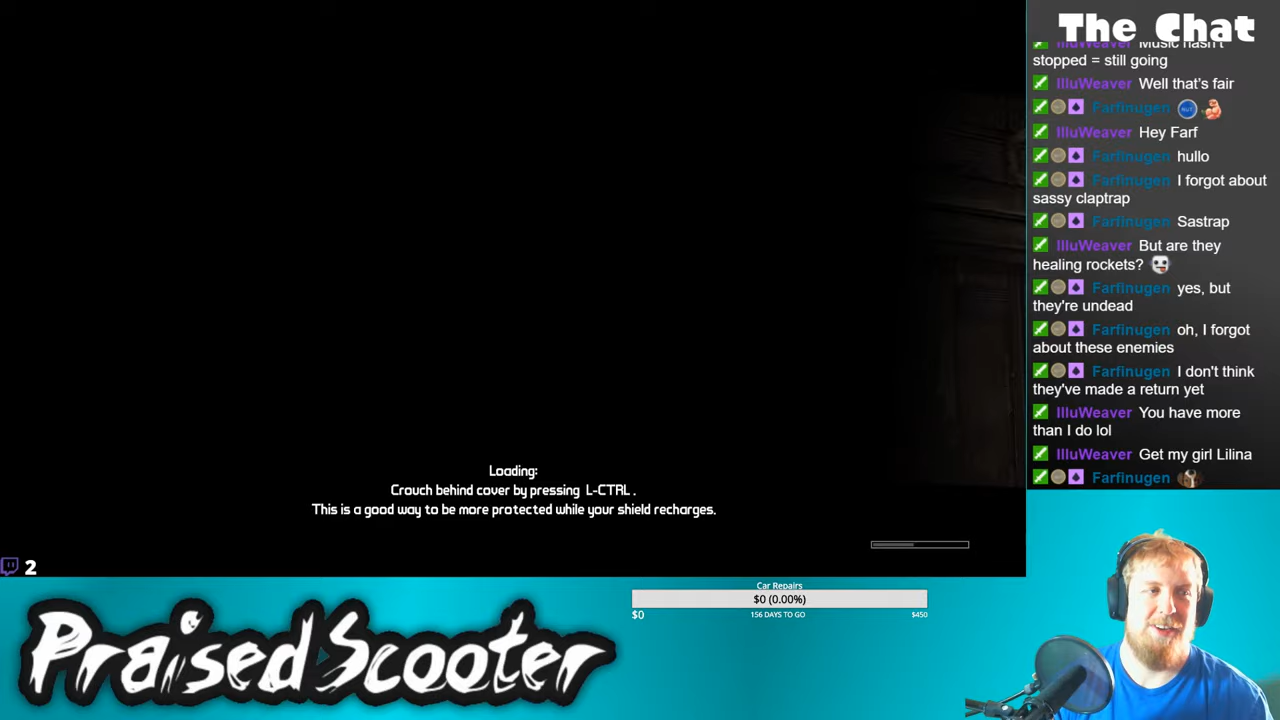 The Chat
IlluWeaver Music hasn't
stopped = still going
IlluWeaver Well that's fair
Farfinugen
IlluWeaver Hey Farf
Farfinugen hullo
Farfinugen I forgot about
sassy claptrap
Farfinugen Sastrap
IlluWeaver But are they
healing rockets?
Farfinugen yes, but
they're undead
Farfinugen oh, I forgot
about these enemies
Farfinugen I don't think
they've made a return yet
IlluWeaver You have more
than I do lol
IlluWeaver Get my girl Lilina
Farfinugen
Loading:
Crouch behind cover by pressing L-CTRL .
This is a good way to be more protected while your shield recharges.
2
Car Repairs
$0 (0.00%)
$0 156 DAYS TO GO $450
PraisedScooter